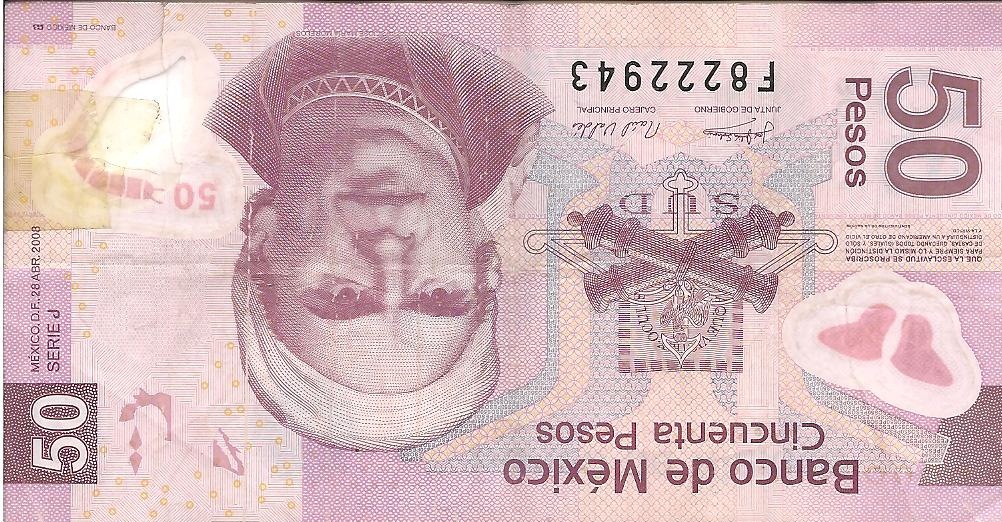 Banco de México
Cincuenta Pesos
50
50
Pesos
50
MÉXICO, D.F. 28 ABR. 2008
SERIE J
QUE LA ESCLAVITUD SE PROSCRIBA
PARA SIEMPRE Y LO MISMO LA DISTINCIÓN
DE CASTAS, QUEDANDO TODOS IGUALES, Y SOLO
DISTINGUIRÁ A UN AMERICANO DE OTRO, EL VICIO
Y LA VIRTUD
SUD
JUNTA DE GOBIERNO
CAJERO PRINCIPAL
F8222943
JOSÉ MARÍA MORELOS
BANCO DE MÉXICO